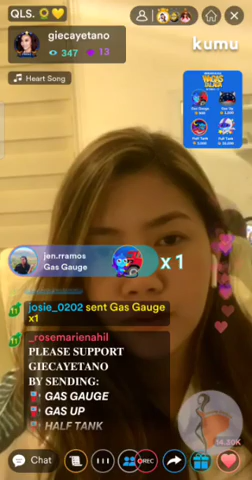 QLS.
giecayetano
347 13
kumu
Heart Song
jen.rramos
Gas Gauge
x 1
josie_0202 sent Gas Gauge
x1
_rosemarienahil
PLEASE SUPPORT
GIECAYETANO
BY SENDING:
GAS GAUGE
GAS UP
HALF TANK
14.50K
Chat
REC